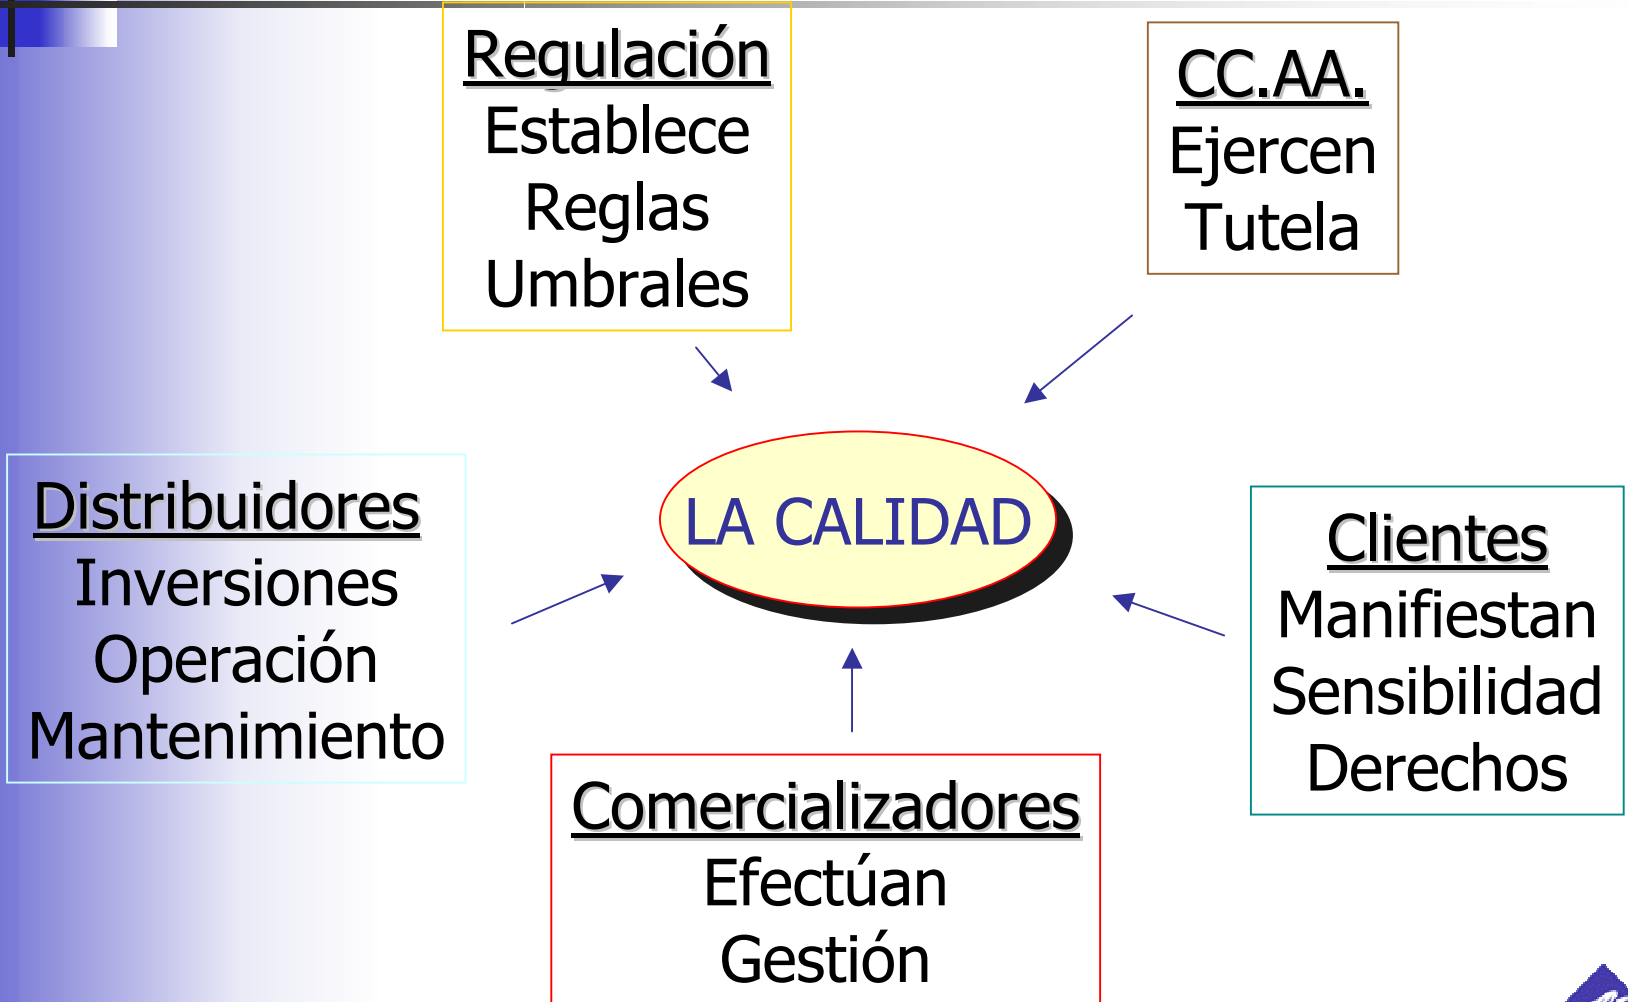 Regulación
Establece
Reglas
Umbrales
CC.AA.
Ejercen
Tutela
LA CALIDAD
Distribuidores
Inversiones
Operación
Mantenimiento
Clientes
Manifiestan
Sensibilidad
Derechos
Comercializadores
Efectúan
Gestión